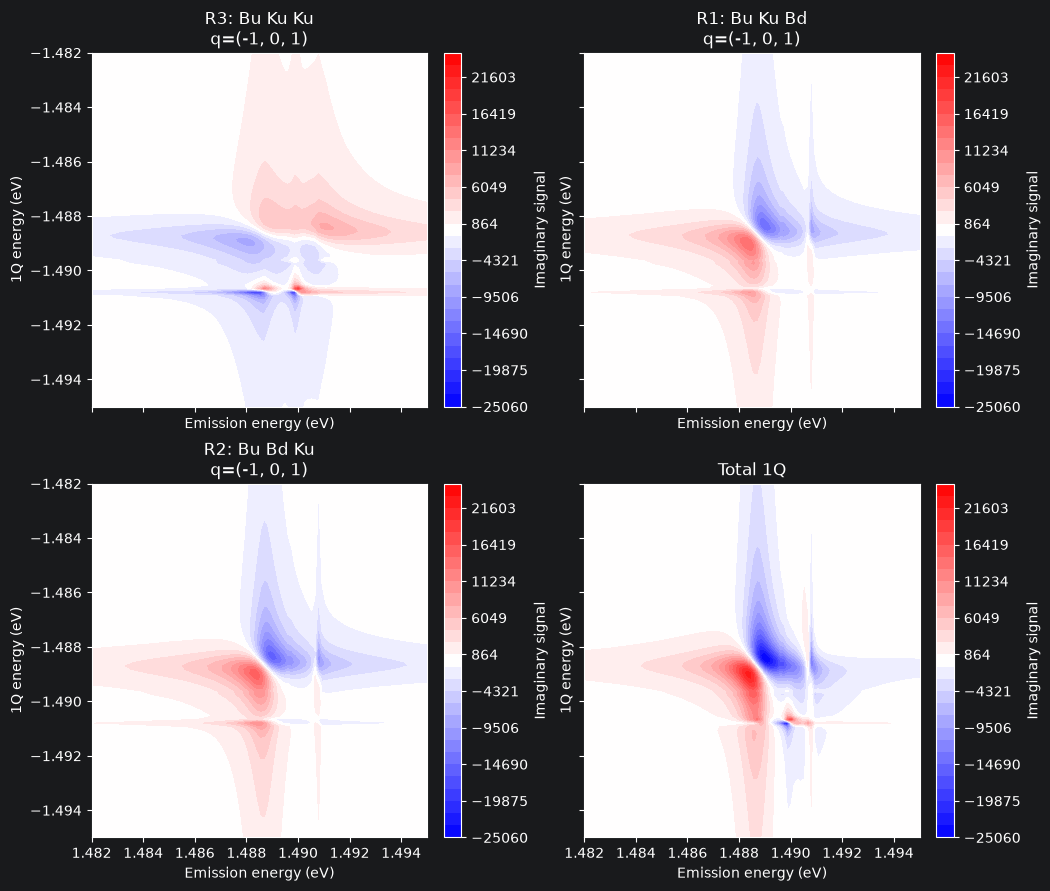 R3: Bu Ku Ku
q=(-1, 0, 1)
−1.482
−1.484
−1.486
−1.488
−1.490
−1.492
−1.494
1Q energy (eV)
Emission energy (eV)
21603
16419
11234
6049
864
−4321
−9506
−14690
−19875
−25060
Imaginary signal
R1: Bu Ku Bd
q=(-1, 0, 1)
1Q energy (eV)
Emission energy (eV)
21603
16419
11234
6049
864
−4321
−9506
−14690
−19875
−25060
Imaginary signal
R2: Bu Bd Ku
q=(-1, 0, 1)
−1.482
−1.484
−1.486
−1.488
−1.490
−1.492
−1.494
1Q energy (eV)
1.482 1.484 1.486 1.488 1.490 1.492 1.494
Emission energy (eV)
21603
16419
11234
6049
864
−4321
−9506
−14690
−19875
−25060
Imaginary signal
Total 1Q
1Q energy (eV)
1.482 1.484 1.486 1.488 1.490 1.492 1.494
Emission energy (eV)
21603
16419
11234
6049
864
−4321
−9506
−14690
−19875
−25060
Imaginary signal